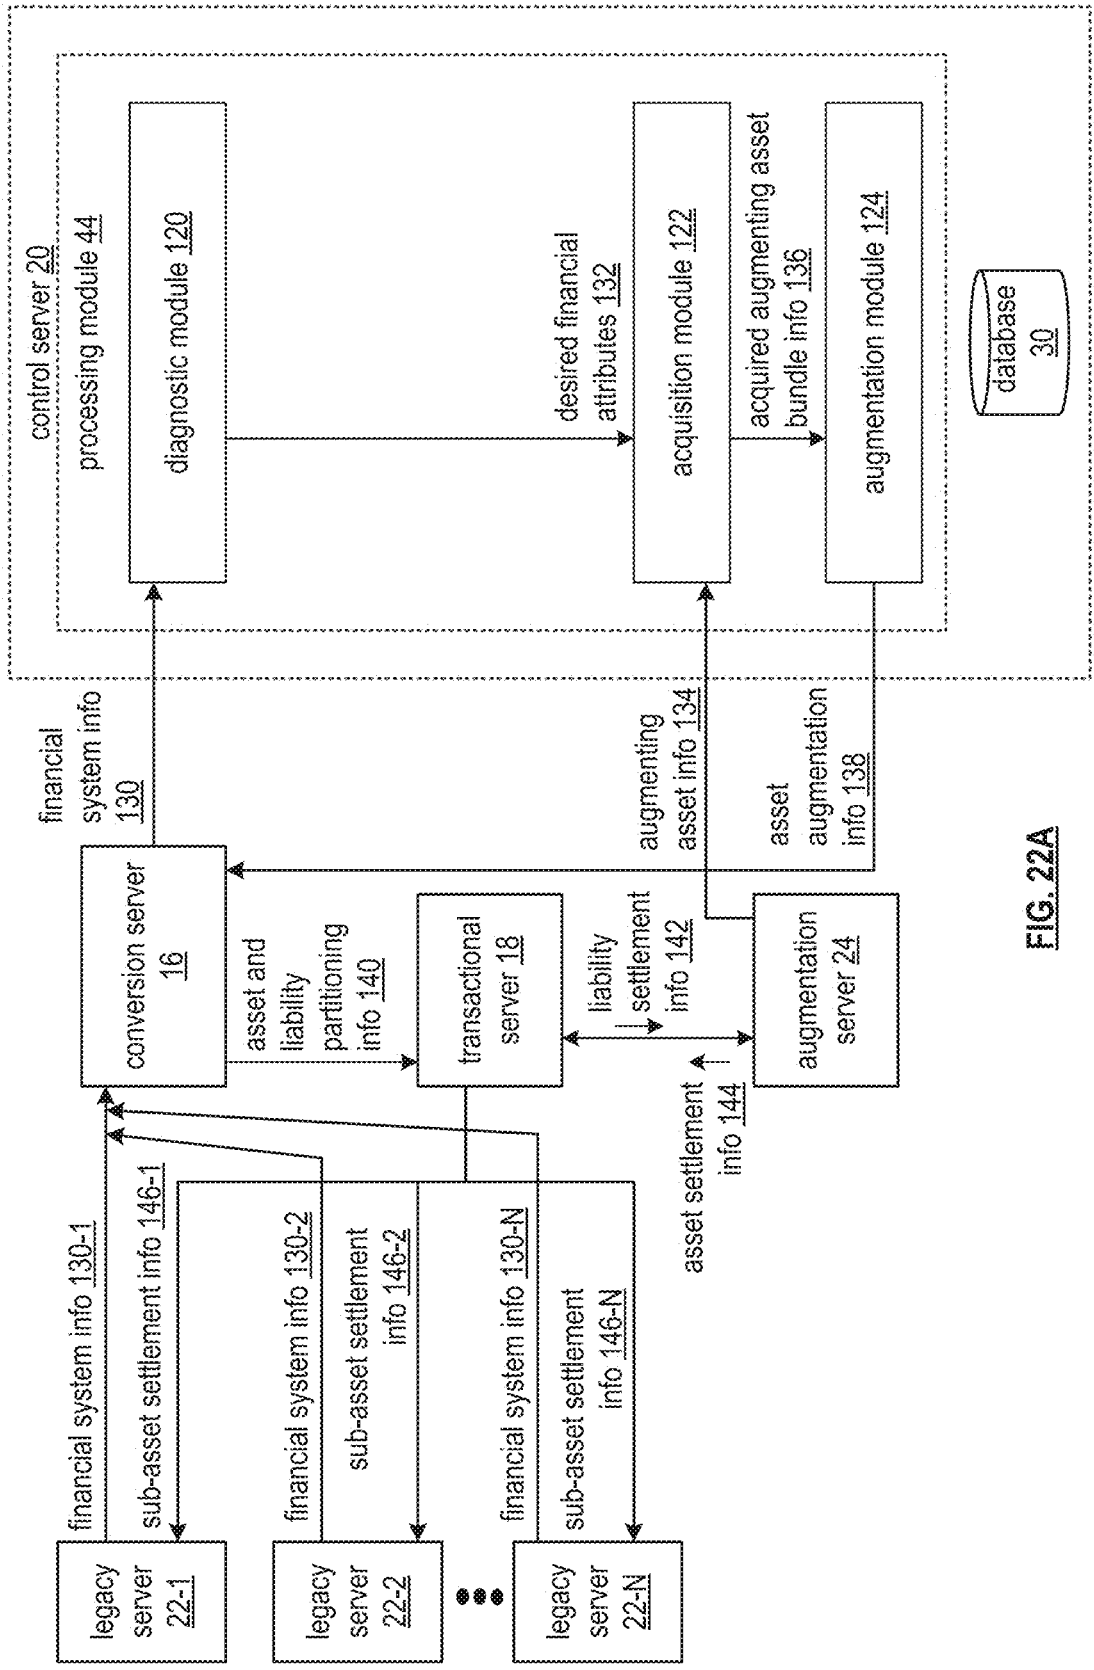 control server 20
processing module 44
diagnostic module 120
desired financial
attributes 132
acquisition module 122
acquired augmenting asset
bundle info 136
augmentation module 124
database
30
financial
system info
130
augmenting
asset info 134
asset
augmentation
info 138
conversion server
16
asset and
liability
partitioning
info 140
transactional
server 18
liability
settlement
info 142
augmentation
server 24
asset settlement
info 144
financial system info 130-1
sub-asset settlement info 146-1
financial system info 130-2
sub-asset settlement
info 146-2
financial system info 130-N
sub-asset settlement
info 146-N
legacy
server
22-1
legacy
server
22-2
legacy
server
22-N
FIG. 22A